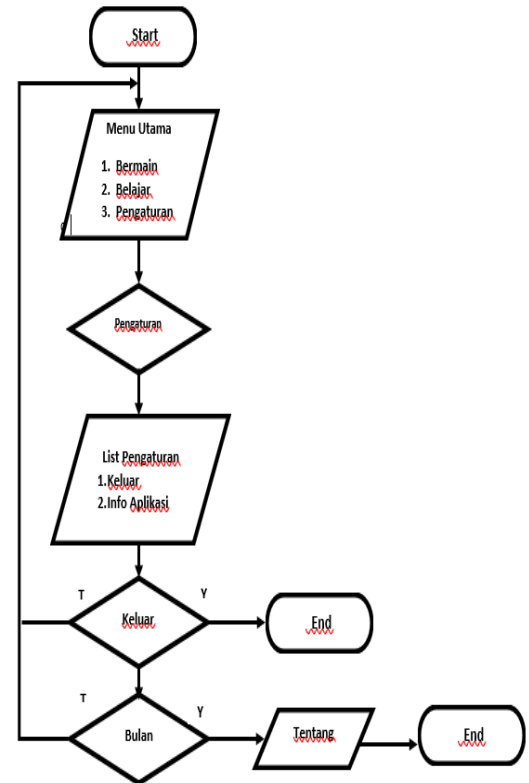 Start
Menu Utama
1. Bermain
2. Belajar
3. Pengaturan
Pengaturan
List Pengaturan
1.Keluar
2.Info Aplikasi
T
Y
Keluar
End
T
Y
Bulan
Tentang
End